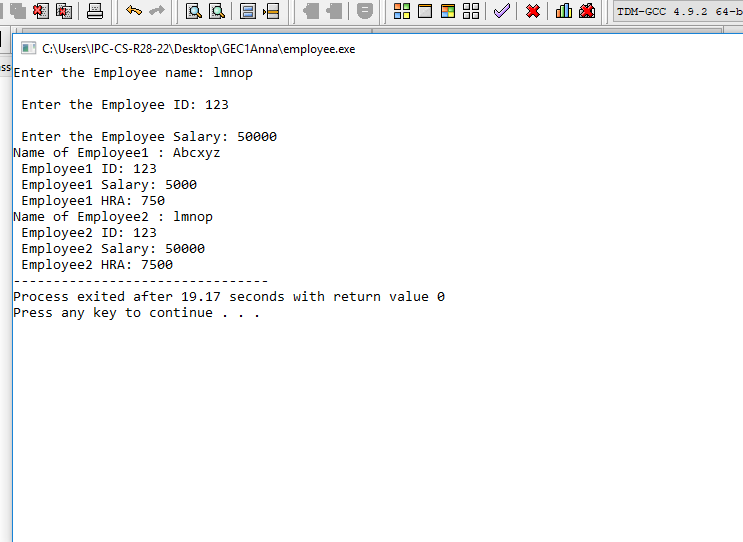 TDM-GCC 4.9.2 64-b
C:\Users\IPC-CS-R28-22\Desktop\GEC1Anna\employee.exe
ass
Enter the Employee name: lmnop
Enter the Employee ID: 123
Enter the Employee Salary: 50000
Name of Employee1 : Abcxyz
Employee1 ID: 123
Employee1 Salary: 5000
Employee1 HRA: 750
Name of Employee2 : lmnop
Employee2 ID: 123
Employee2 Salary: 50000
Employee2 HRA: 7500
--------------------------------
Process exited after 19.17 seconds with return value 0
Press any key to continue . . .